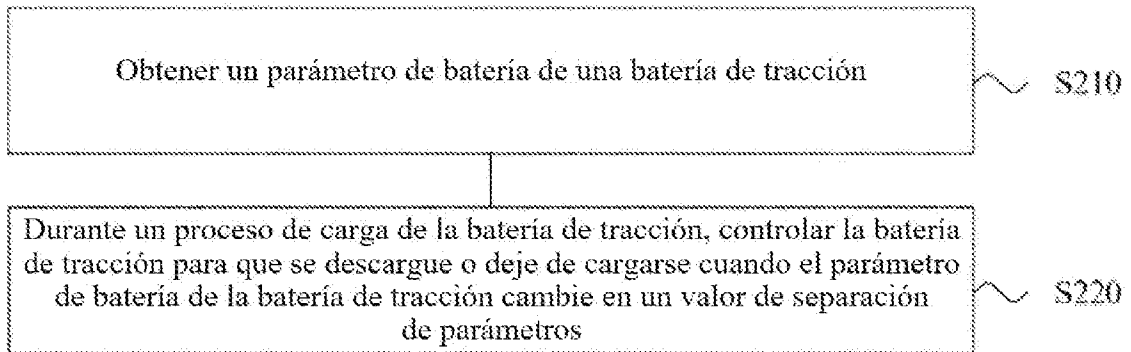 Obtener un parámetro de batería de una batería de tracción
S210
Durante un proceso de carga de la batería de tracción, controlar la batería
de tracción para que se descargue o deje de cargarse cuando el parámetro
de batería de la batería de tracción cambie en un valor de separación
de parámetros
S220